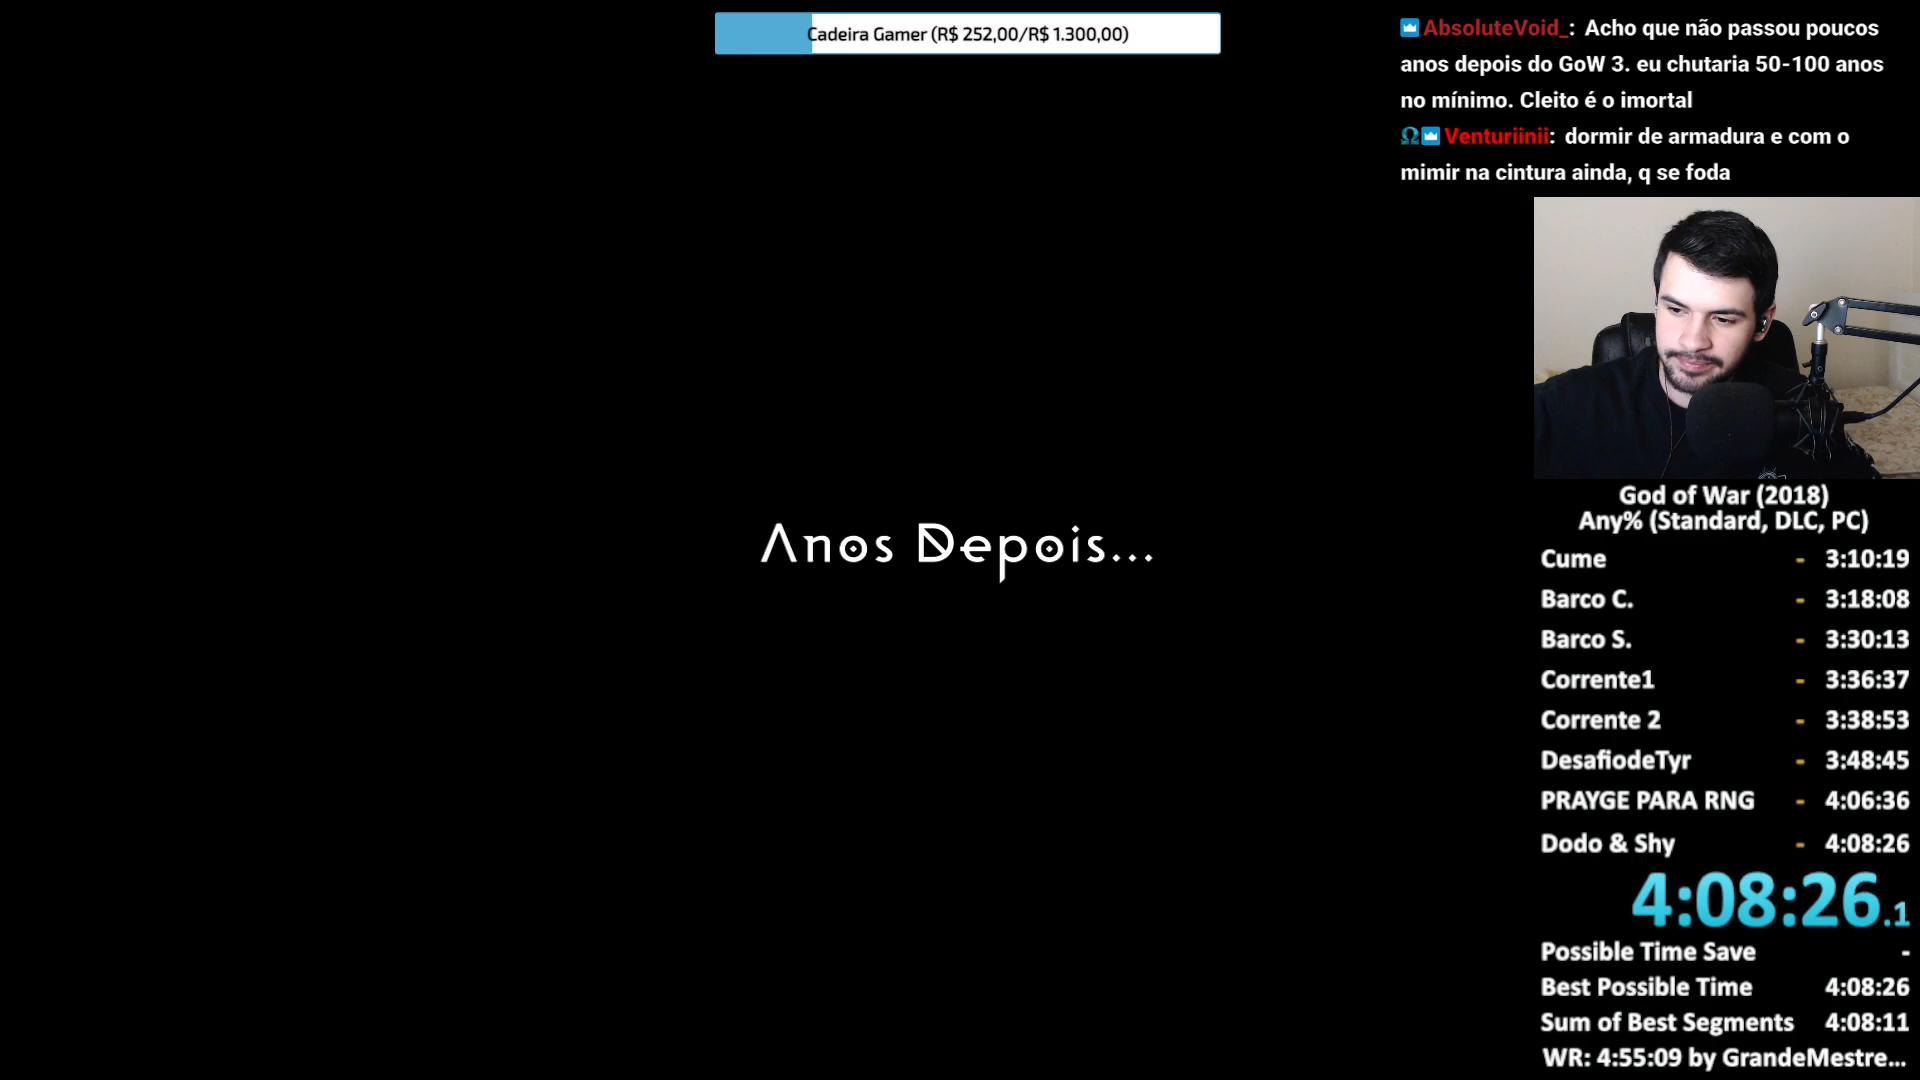 Cadeira Gamer (R$ 252,00/R$ 1.300,00)
AbsoluteVoid_: Acho que não passou poucos
anos depois do GoW 3. eu chutaria 50-100 anos
no mínimo. Cleito é o imortal
Venturiinii: dormir de armadura e com o
mimir na cintura ainda, q se foda
Anos Depois...
God of War (2018)
Any% (Standard, DLC, PC)
Cume - 3:10:19
Barco C. - 3:18:08
Barco S. - 3:30:13
Corrente1 - 3:36:37
Corrente 2 - 3:38:53
DesafiodeTyr - 3:48:45
PRAYGE PARA RNG - 4:06:36
Dodo & Shy - 4:08:26
4:08:26.1
Possible Time Save -
Best Possible Time 4:08:26
Sum of Best Segments 4:08:11
WR: 4:55:09 by GrandeMestre...